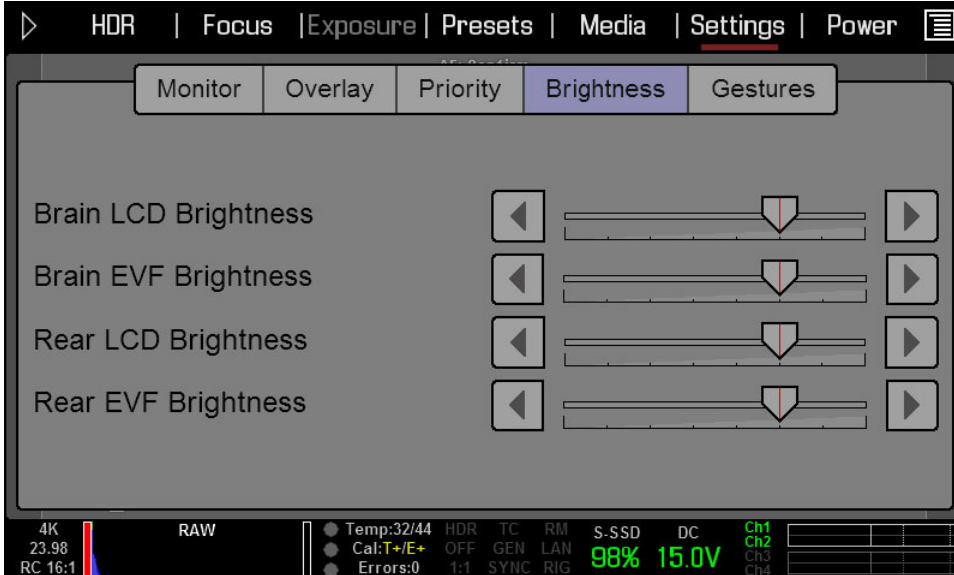 HDR | Focus | Exposure | Presets | Media | Settings | Power
Monitor Overlay Priority Brightness Gestures
Brain LCD Brightness
Brain EVF Brightness
Rear LCD Brightness
Rear EVF Brightness
4K RAW Temp:32/44 HDR TC RM S-SSD DC Ch1
23.98 Cal:T+/E+ OFF GEN LAN 98% 15.0V Ch2
RC 16:1 Errors:0 1:1 SYNC RIG Ch3
Ch4